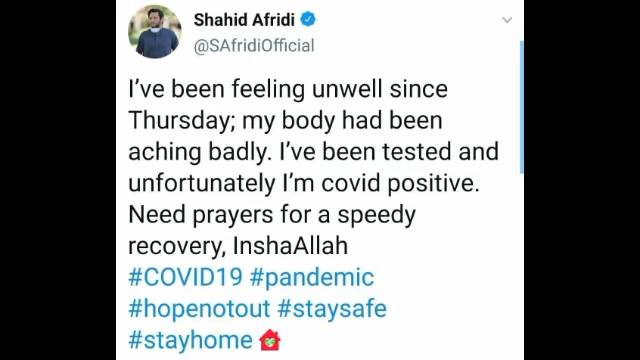 Shahid Afridi
@SAfridiOfficial
I've been feeling unwell since
Thursday; my body had been
aching badly. I've been tested and
unfortunately I'm covid positive.
Need prayers for a speedy
recovery, InshaAllah
#COVID19 #pandemic
#hopenotout #staysafe
#stayhome